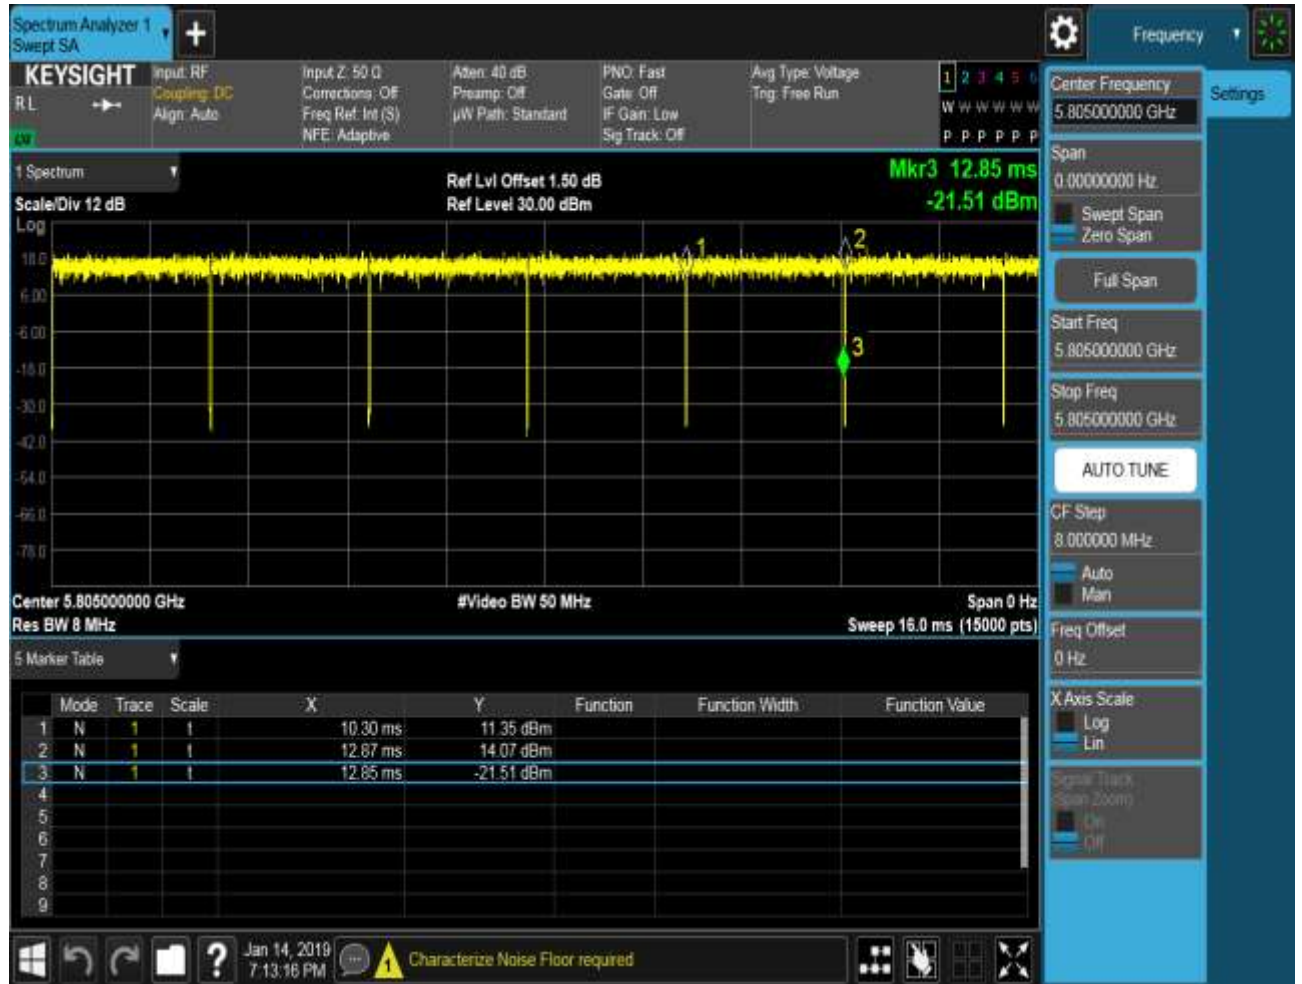 Spectrum Analyzer 1
Swept SA
Frequency
KEYSIGHT
RL
Input: RF
Coupling: DC
Align: Auto
Input Z: 50 Ω
Corrections: Off
Freq Ref: Int (S)
NFE: Adaptive
Atten: 40 dB
Preamp: Off
µW Path: Standard
PNO: Fast
Gate: Off
IF Gain: Low
Sig Track: Off
Avg Type: Voltage
Trig: Free Run
1 2 3 4 5 6
W W W W W W
P P P P P P
1 Spectrum
Scale/Div 12 dB
Ref Lvl Offset 1.50 dB
Ref Level 30.00 dBm
Mkr3 12.85 ms
-21.51 dBm
Log
18.0
6.00
-6.00
-18.0
-30.0
-42.0
-54.0
-66.0
-78.0
1
2
3
Center 5.805000000 GHz
Res BW 8 MHz
#Video BW 50 MHz
Span 0 Hz
Sweep 16.0 ms (15000 pts)
5 Marker Table
Mode Trace Scale X Y Function Function Width Function Value
1 N 1 t 10.30 ms 11.35 dBm
2 N 1 t 12.87 ms 14.07 dBm
3 N 1 t 12.85 ms -21.51 dBm
4
5
6
7
8
9
Center Frequency
5.805000000 GHz
Settings
Span
0.00000000 Hz
Swept Span
Zero Span
Full Span
Start Freq
5.805000000 GHz
Stop Freq
5.805000000 GHz
AUTO TUNE
CF Step
8.000000 MHz
Auto
Man
Freq Offset
0 Hz
X Axis Scale
Log
Lin
Signal Track
(Span Zoom)
On
Off
?
Jan 14, 2019
7:13:16 PM
1
Characterize Noise Floor required